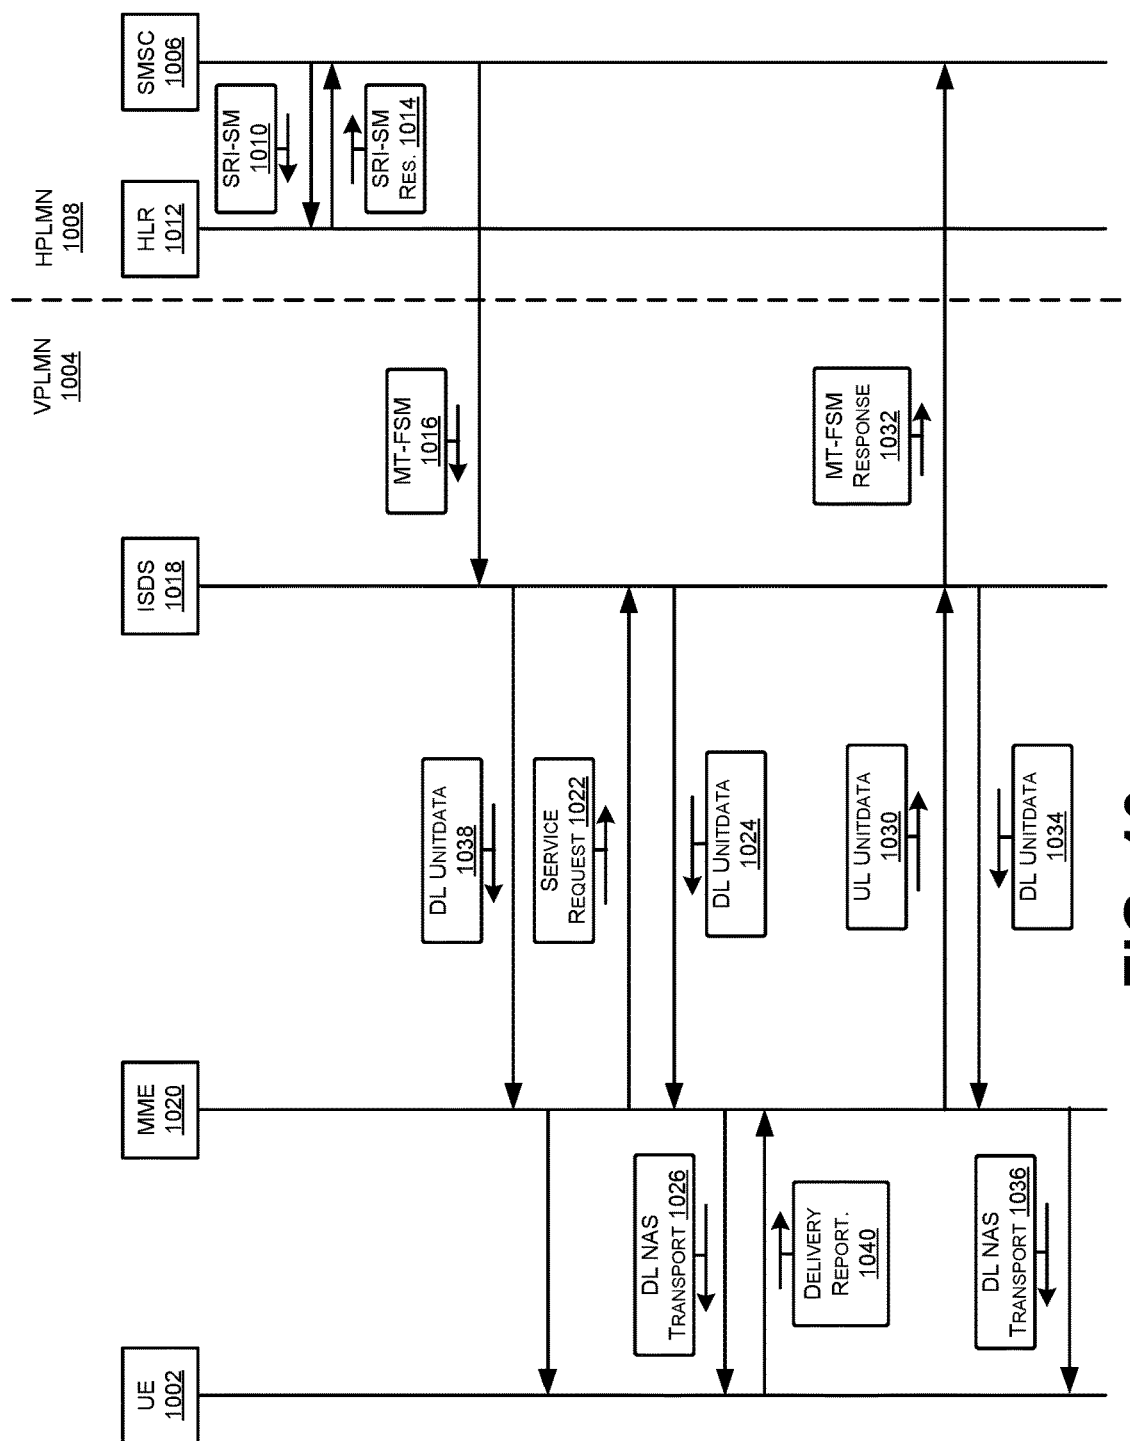 VPLMN
1004
HPLMN
1008
UE
1002
MME
1020
ISDS
1018
HLR
1012
SMSC
1006
SRI-SM
1010
SRI-SM
RES. 1014
MT-FSM
1016
DL UNITDATA
1038
SERVICE
REQUEST 1022
DL NAS
TRANSPORT 1026
DL UNITDATA
1024
DELIVERY
REPORT.
1040
MT-FSM
RESPONSE
1032
UL UNITDATA
1030
DL NAS
TRANSPORT 1036
DL UNITDATA
1034